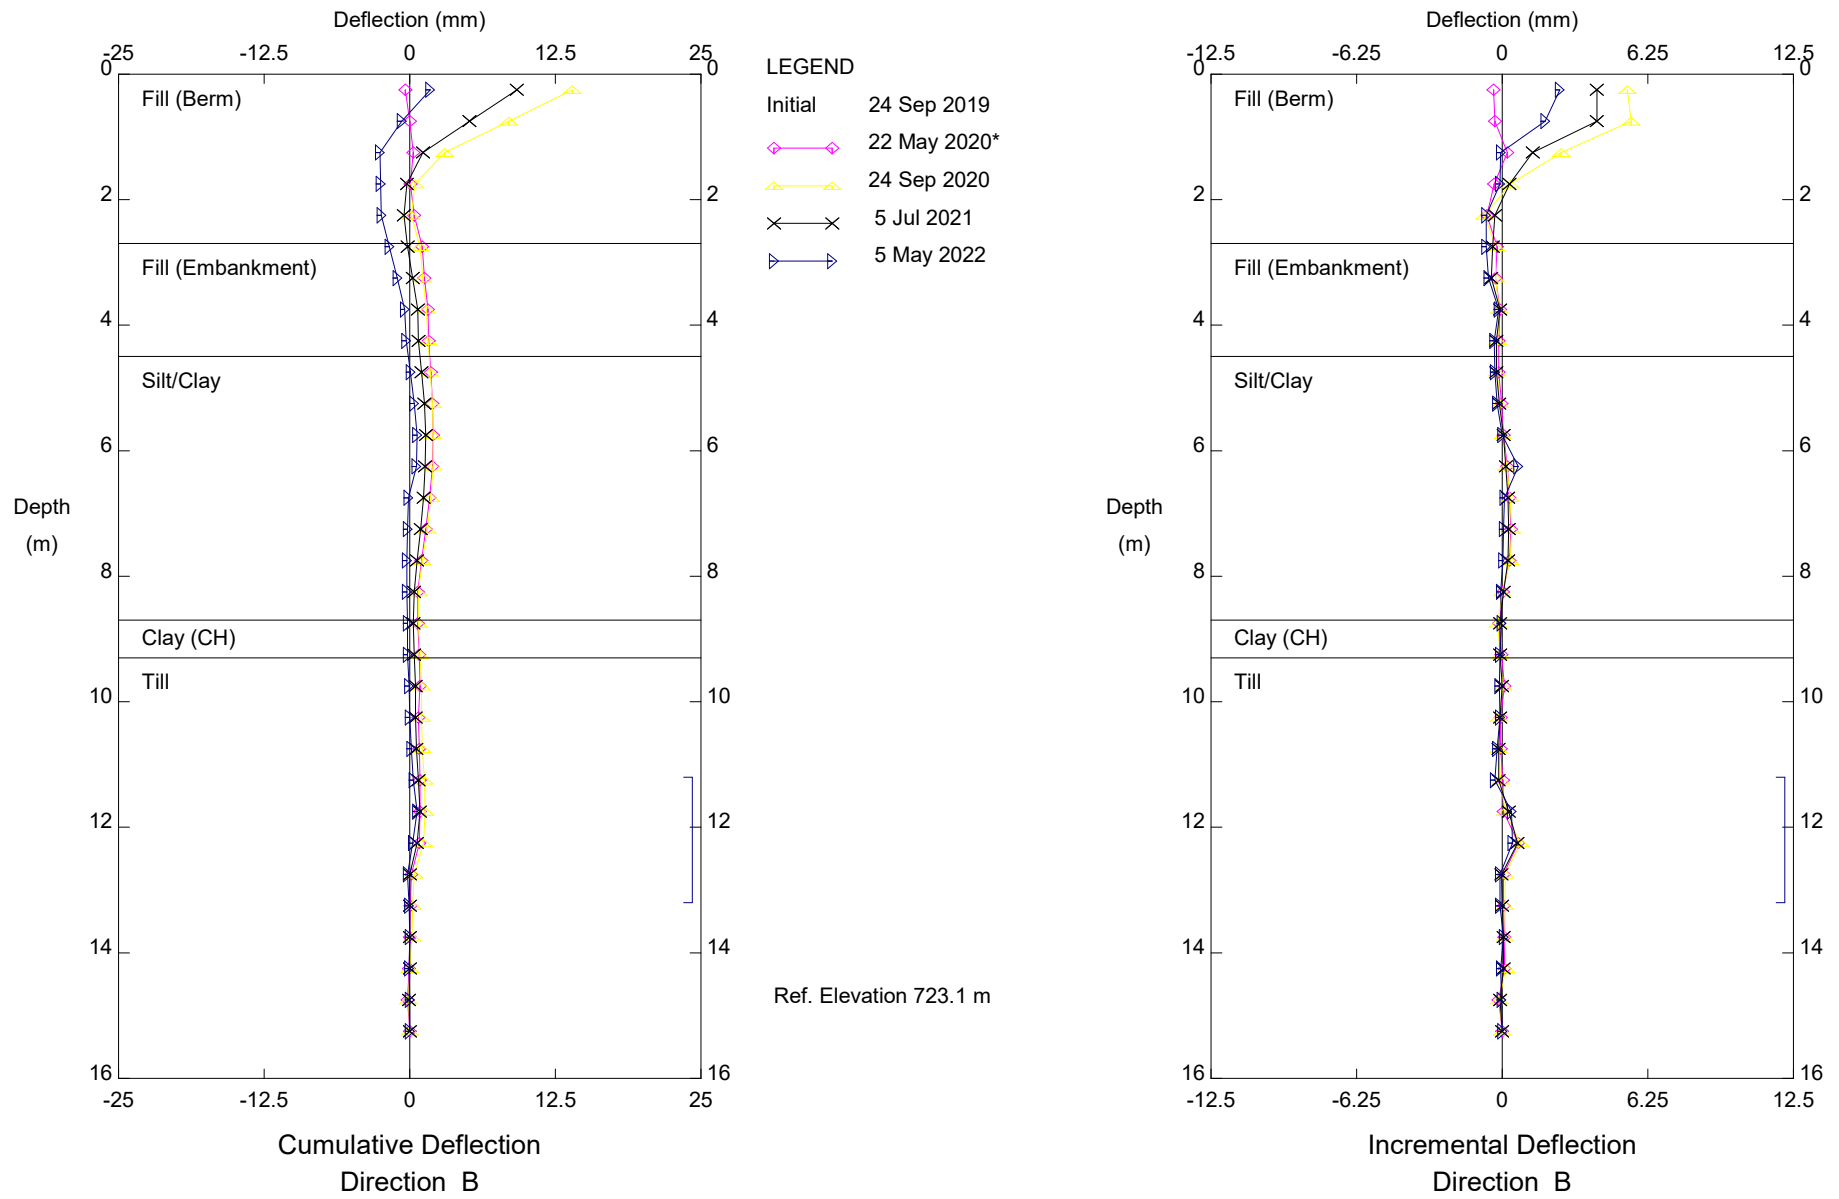 Deflection (mm)
-25 -12.5 0 12.5 25
0 0
Fill (Berm)
2 2
Fill (Embankment)
4 4
Silt/Clay
6 6
Depth
(m)
8 8
Clay (CH)
Till
10 10
12 12
14 14
16 16
-25 -12.5 0 12.5 25
Cumulative Deflection
Direction B
LEGEND
Initial 24 Sep 2019
22 May 2020*
24 Sep 2020
5 Jul 2021
5 May 2022
Ref. Elevation 723.1 m
Deflection (mm)
-12.5 -6.25 0 6.25 12.5
0 0
Fill (Berm)
2 2
Fill (Embankment)
4 4
Silt/Clay
6 6
Depth
(m)
8 8
Clay (CH)
Till
10 10
12 12
14 14
16 16
-12.5 -6.25 0 6.25 12.5
Incremental Deflection
Direction B